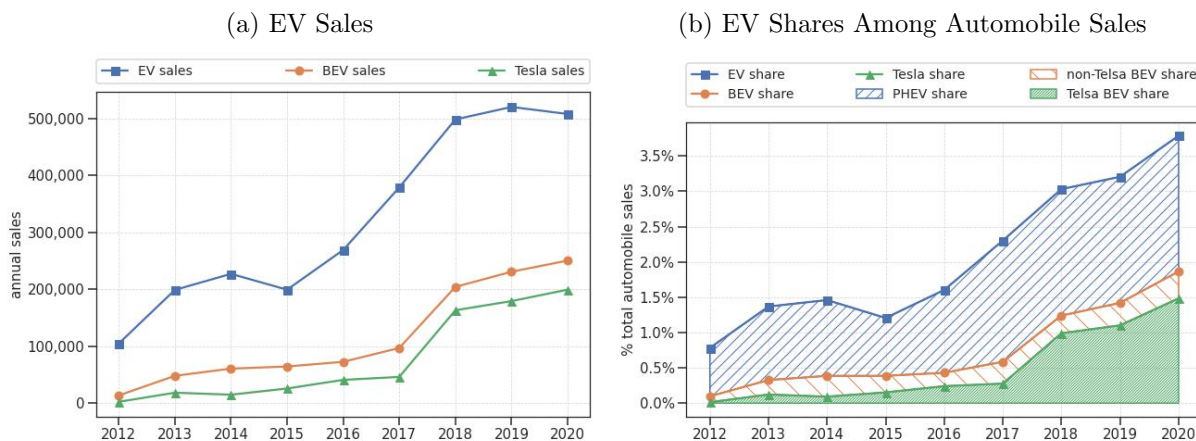 (a) EV Sales
EV sales BEV sales Tesla sales
500,000
400,000
300,000
200,000
100,000
0
annual sales
2012 2013 2014 2015 2016 2017 2018 2019 2020
(b) EV Shares Among Automobile Sales
EV share Tesla share non-Telsa BEV share
BEV share PHEV share Telsa BEV share
3.5%
3.0%
2.5%
2.0%
1.5%
1.0%
0.5%
0.0%
% total automobile sales
2012 2013 2014 2015 2016 2017 2018 2019 2020